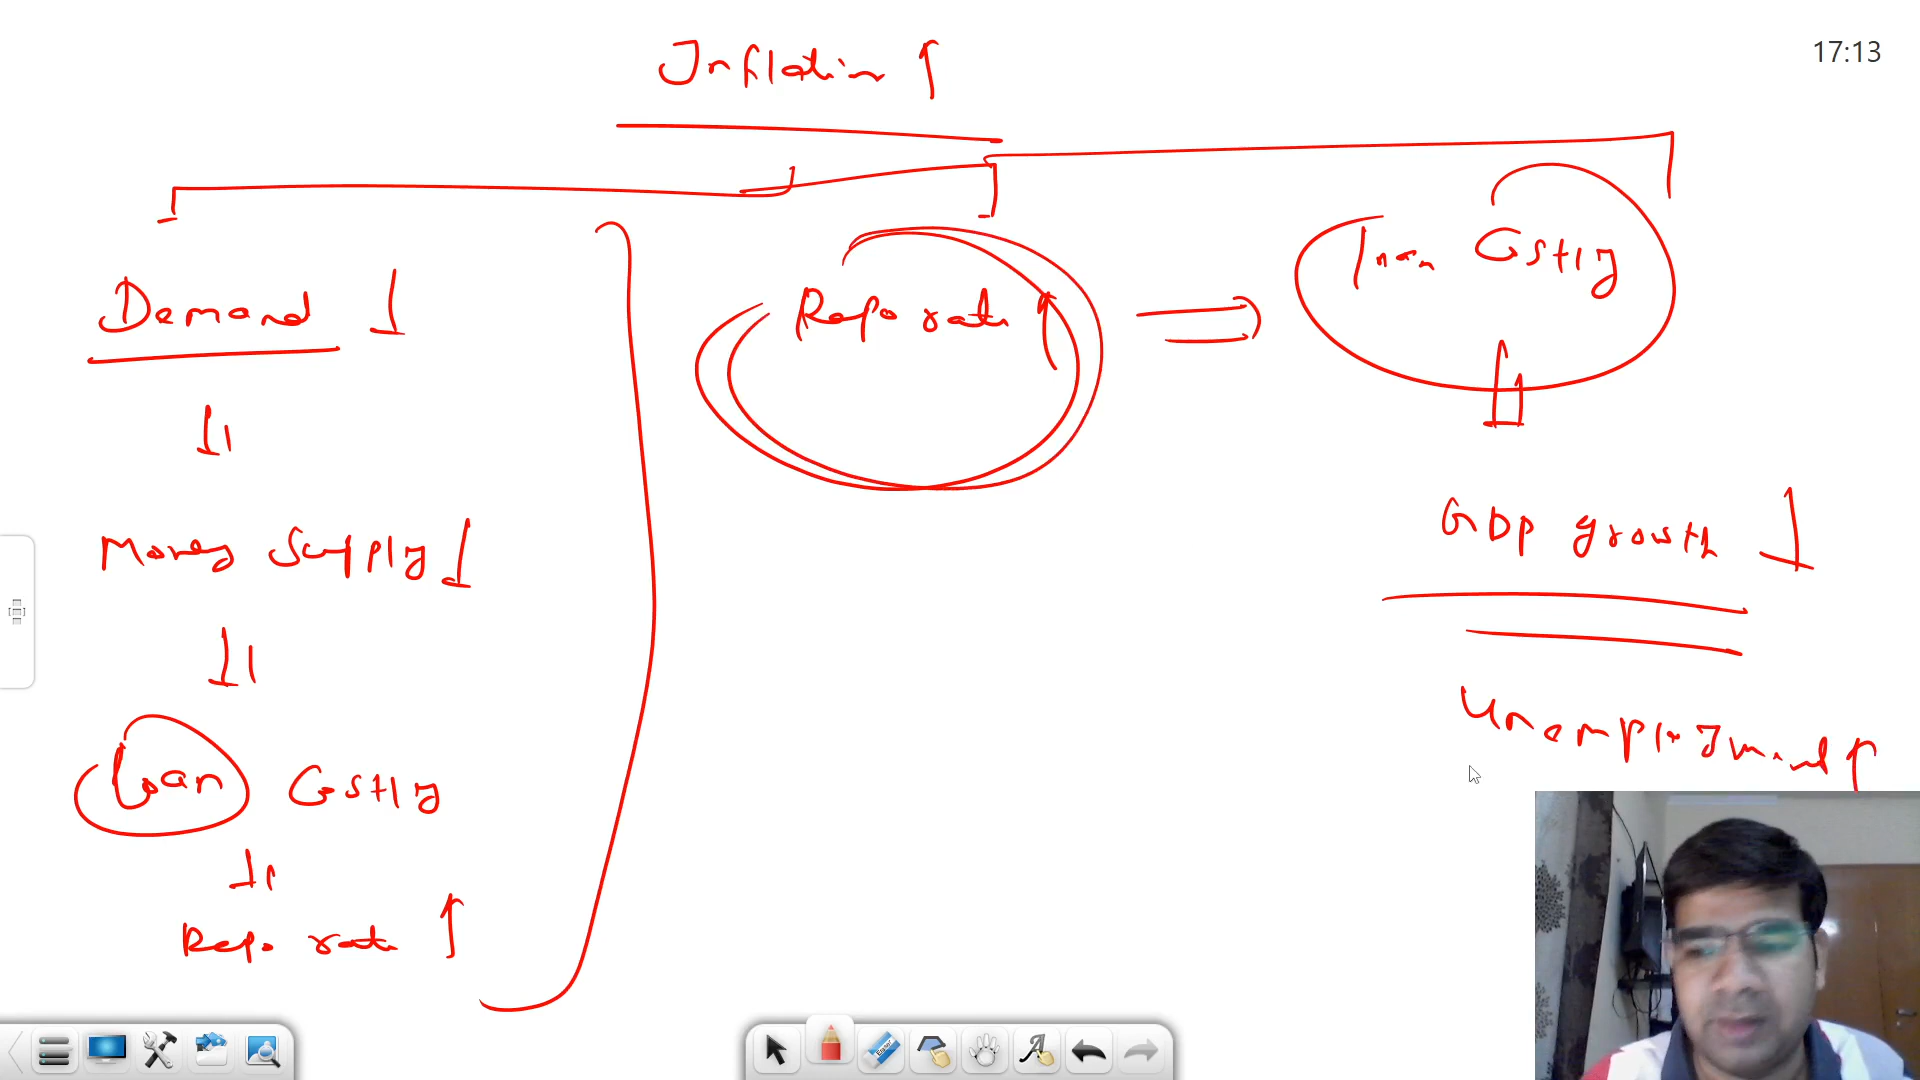 17:13
Inflation ↑
Demand ↓
Money Supply ↓
Loan Costly
Repo rate ↑
Repo rate ↑
Loan Costly
GDP growth ↓
Unemployment ↑